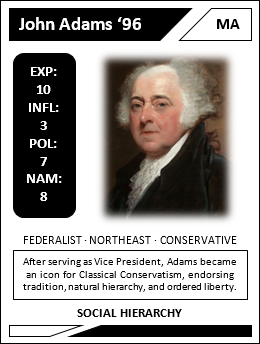 John Adams ‘96
MA
EXP:
10
INFL:
3
POL:
7
NAM:
8
FEDERALIST · NORTHEAST · CONSERVATIVE
After serving as Vice President, Adams became
an icon for Classical Conservatism, endorsing
tradition, natural hierarchy, and ordered liberty.
SOCIAL HIERARCHY